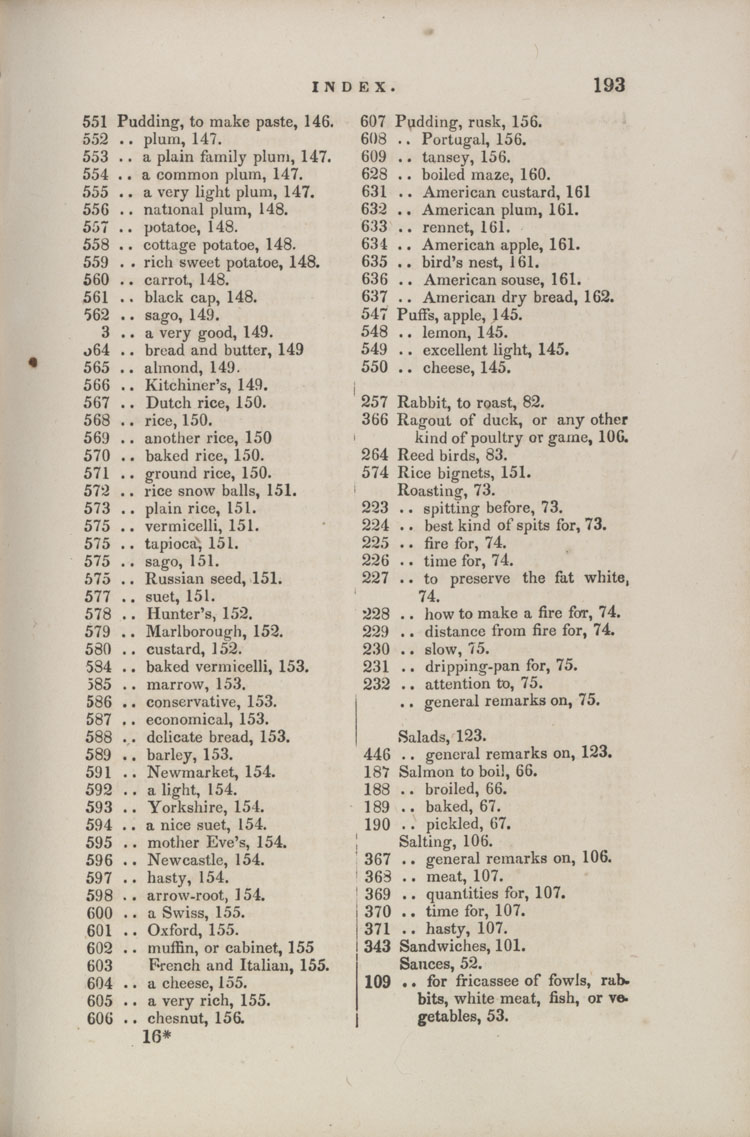 INDEX. 193
551 Pudding, to make paste, 146.
552 .. plum, 147.
553 .. a plain family plum, 147.
554 .. a common plum, 147.
555 .. a very light plum, 147.
556 .. national plum, 148.
557 .. potatoe, 148.
558 .. cottage potatoe, 148.
559 .. rich sweet potatoe, 148.
560 .. carrot, 148.
561 .. black cap, 148.
562 .. sago, 149.
3 .. a very good, 149.
564 .. bread and butter, 149
565 .. almond, 149.
566 .. Kitchiner's, 149.
567 .. Dutch rice, 150.
568 .. rice, 150.
569 .. another rice, 150
570 .. baked rice, 150.
571 .. ground rice, 150.
572 .. rice snow balls, 151.
573 .. plain rice, 151.
575 .. vermicelli, 151.
575 .. tapioca, 151.
575 .. sago, 151.
575 .. Russian seed, 151.
577 .. suet, 151.
578 .. Hunter's, 152.
579 .. Marlborough, 152.
580 .. custard, 152.
584 .. baked vermicelli, 153.
585 .. marrow, 153.
586 .. conservative, 153.
587 .. economical, 153.
588 .. delicate bread, 153.
589 .. barley, 153.
591 .. Newmarket, 154.
592 .. a light, 154.
593 .. Yorkshire, 154.
594 .. a nice suet, 154.
595 .. mother Eve's, 154.
596 .. Newcastle, 154.
597 .. hasty, 154.
598 .. arrow-root, 154.
600 .. a Swiss, 155.
601 .. Oxford, 155.
602 .. muffin, or cabinet, 155
603 French and Italian, 155.
604 .. a cheese, 155.
605 .. a very rich, 155.
606 .. chesnut, 156.
16*
607 Pudding, rusk, 156.
608 .. Portugal, 156.
609 .. tansey, 156.
628 .. boiled maze, 160.
631 .. American custard, 161
632 .. American plum, 161.
633 .. rennet, 161.
634 .. American apple, 161.
635 .. bird's nest, 161.
636 .. American souse, 161.
637 .. American dry bread, 162.
547 Puffs, apple, 145.
548 .. lemon, 145.
549 .. excellent light, 145.
550 .. cheese, 145.
257 Rabbit, to roast, 82.
366 Ragout of duck, or any other
kind of poultry or game, 106.
264 Reed birds, 83.
574 Rice bignets, 151.
Roasting, 73.
223 .. spitting before, 73.
224 .. best kind of spits for, 73.
225 .. fire for, 74.
226 .. time for, 74.
227 .. to preserve the fat white,
74.
228 .. how to make a fire for, 74.
229 .. distance from fire for, 74.
230 .. slow, 75.
231 .. dripping-pan for, 75.
232 .. attention to, 75.
.. general remarks on, 75.
Salads, 123.
446 .. general remarks on, 123.
187 Salmon to boil, 66.
188 .. broiled, 66.
189 .. baked, 67.
190 .. pickled, 67.
Salting, 106.
367 .. general remarks on, 106.
368 .. meat, 107.
369 .. quantities for, 107.
370 .. time for, 107.
371 .. hasty, 107.
343 Sandwiches, 101.
Sauces, 52.
109 .. for fricassee of fowls, rab-
bits, white meat, fish, or ve-
getables, 53.